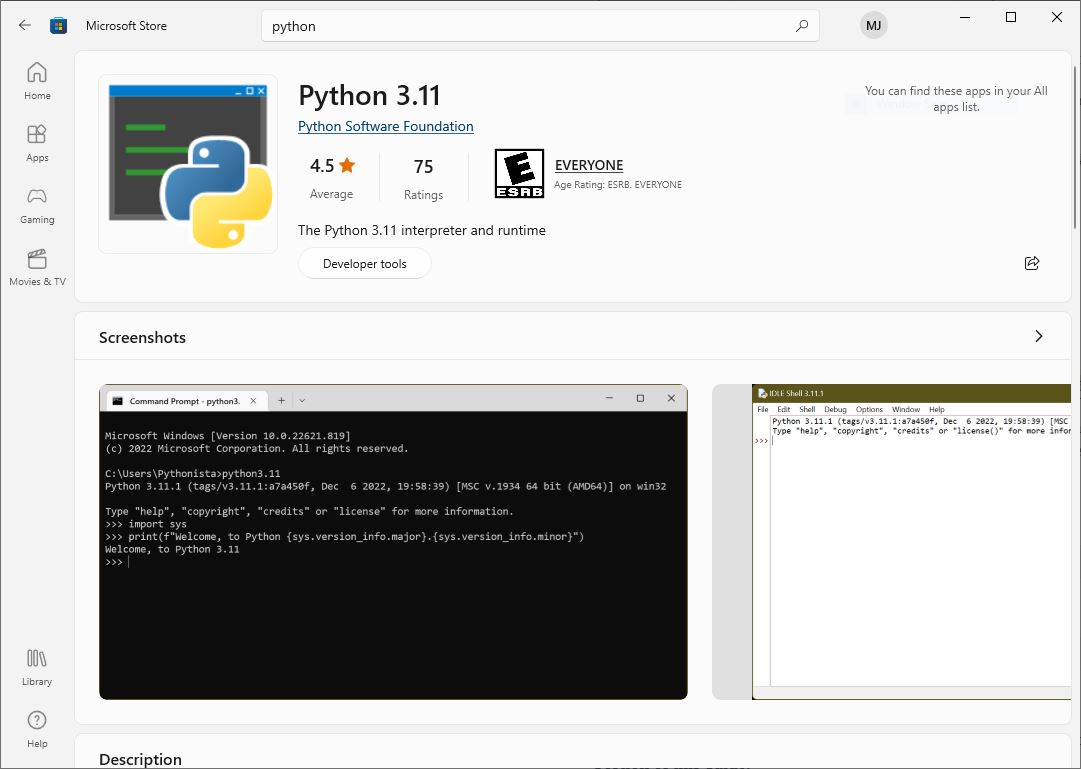 Microsoft Store
python
MJ
Home
Apps
Gaming
Movies & TV
Library
Help
Python 3.11
Python Software Foundation
4.5
Average
75
Ratings
E
ESRB
EVERYONE
Age Rating: ESRB. EVERYONE
You can find these apps in your All
apps list.
The Python 3.11 interpreter and runtime
Developer tools
Screenshots
Command Prompt - python3.
Microsoft Windows [Version 10.0.22621.819]
(c) 2022 Microsoft Corporation. All rights reserved.
C:\Users\Pythonista>python3.11
Python 3.11.1 (tags/v3.11.1:a7a450f, Dec  6 2022, 19:58:39) [MSC v.1934 64 bit (AMD64)] on win32
Type "help", "copyright", "credits" or "license" for more information.
>>> import sys
>>> print(f"Welcome, to Python {sys.version_info.major}.{sys.version_info.minor}")
Welcome, to Python 3.11
>>>
IDLE Shell 3.11.1
File Edit Shell Debug Options Window Help
Python 3.11.1 (tags/v3.11.1:a7a450f, Dec  6 2022, 19:58:39) [MSC
Type "help", "copyright", "credits" or "license()" for more infor
>>>
Description